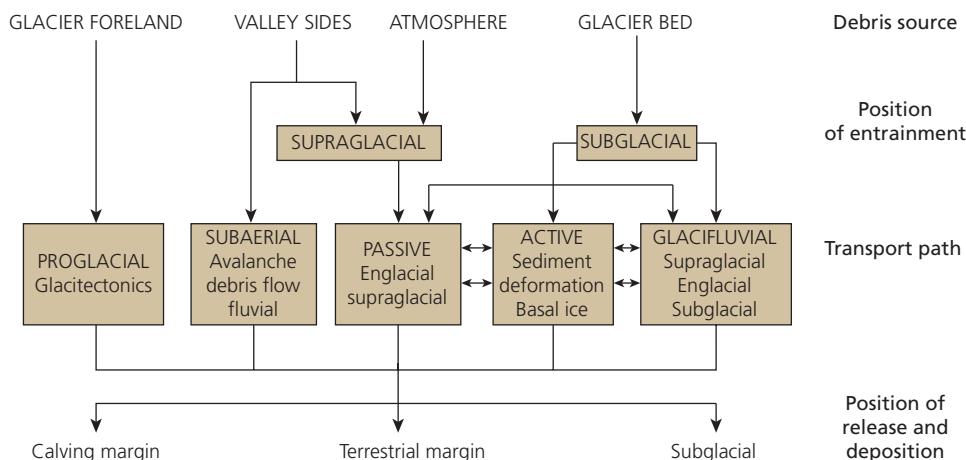 GLACIER FORELAND VALLEY SIDES ATMOSPHERE GLACIER BED Debris source
Position
of entrainment
SUPRAGLACIAL SUBGLACIAL
PROGLACIAL
Glacitectonics
SUBAERIAL
Avalanche
debris flow
fluvial
PASSIVE
Englacial
supraglacial
ACTIVE
Sediment
deformation
Basal ice
GLACIFLUVIAL
Supraglacial
Englacial
Subglacial
Transport path
Calving margin Terrestrial margin Subglacial
Position of
release and
deposition